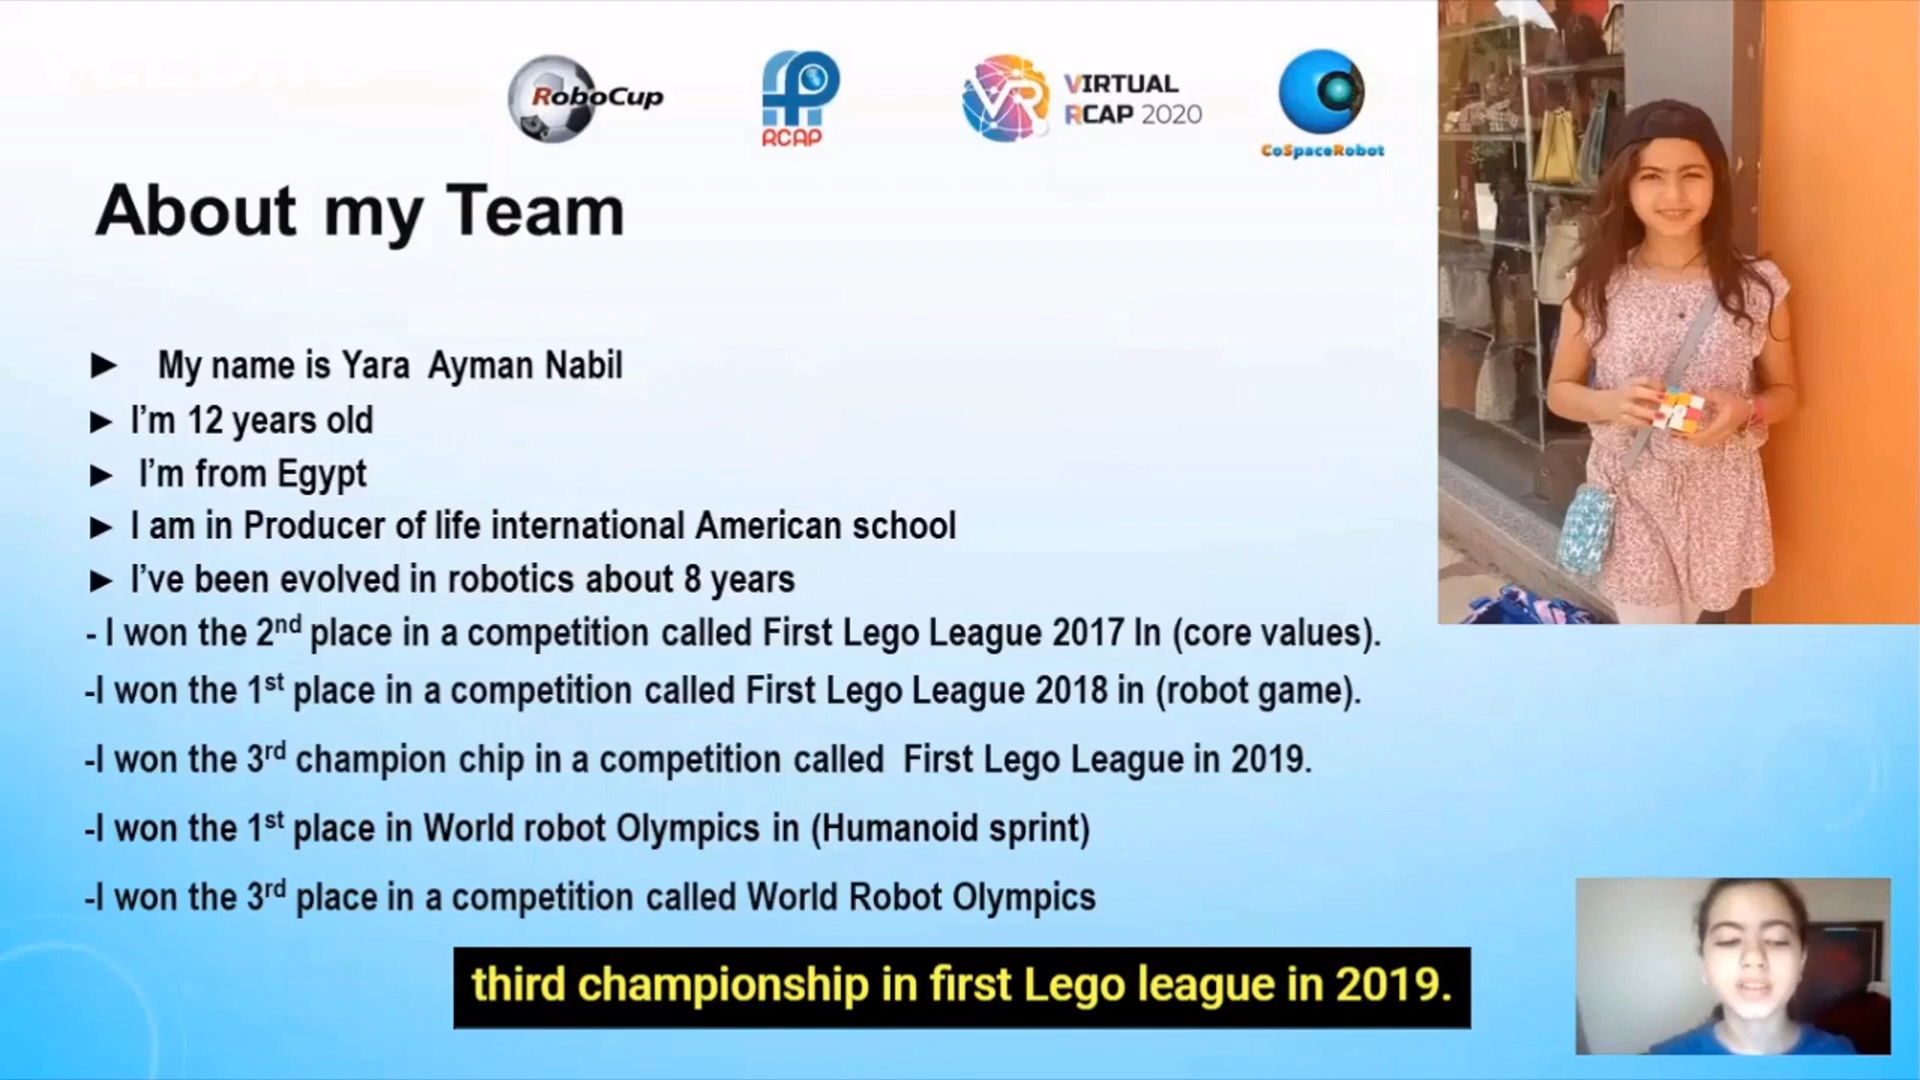 RoboCup
RCAP
VR
VIRTUAL
RCAP 2020
CoSpaceRobot
About my Team
► My name is Yara Ayman Nabil
► I'm 12 years old
► I'm from Egypt
► I am in Producer of life international American school
► I've been evolved in robotics about 8 years
- I won the 2nd place in a competition called First Lego League 2017 In (core values).
-I won the 1st place in a competition called First Lego League 2018 in (robot game).
-I won the 3rd champion chip in a competition called First Lego League in 2019.
-I won the 1st place in World robot Olympics in (Humanoid sprint)
-I won the 3rd place in a competition called World Robot Olympics
third championship in first Lego league in 2019.